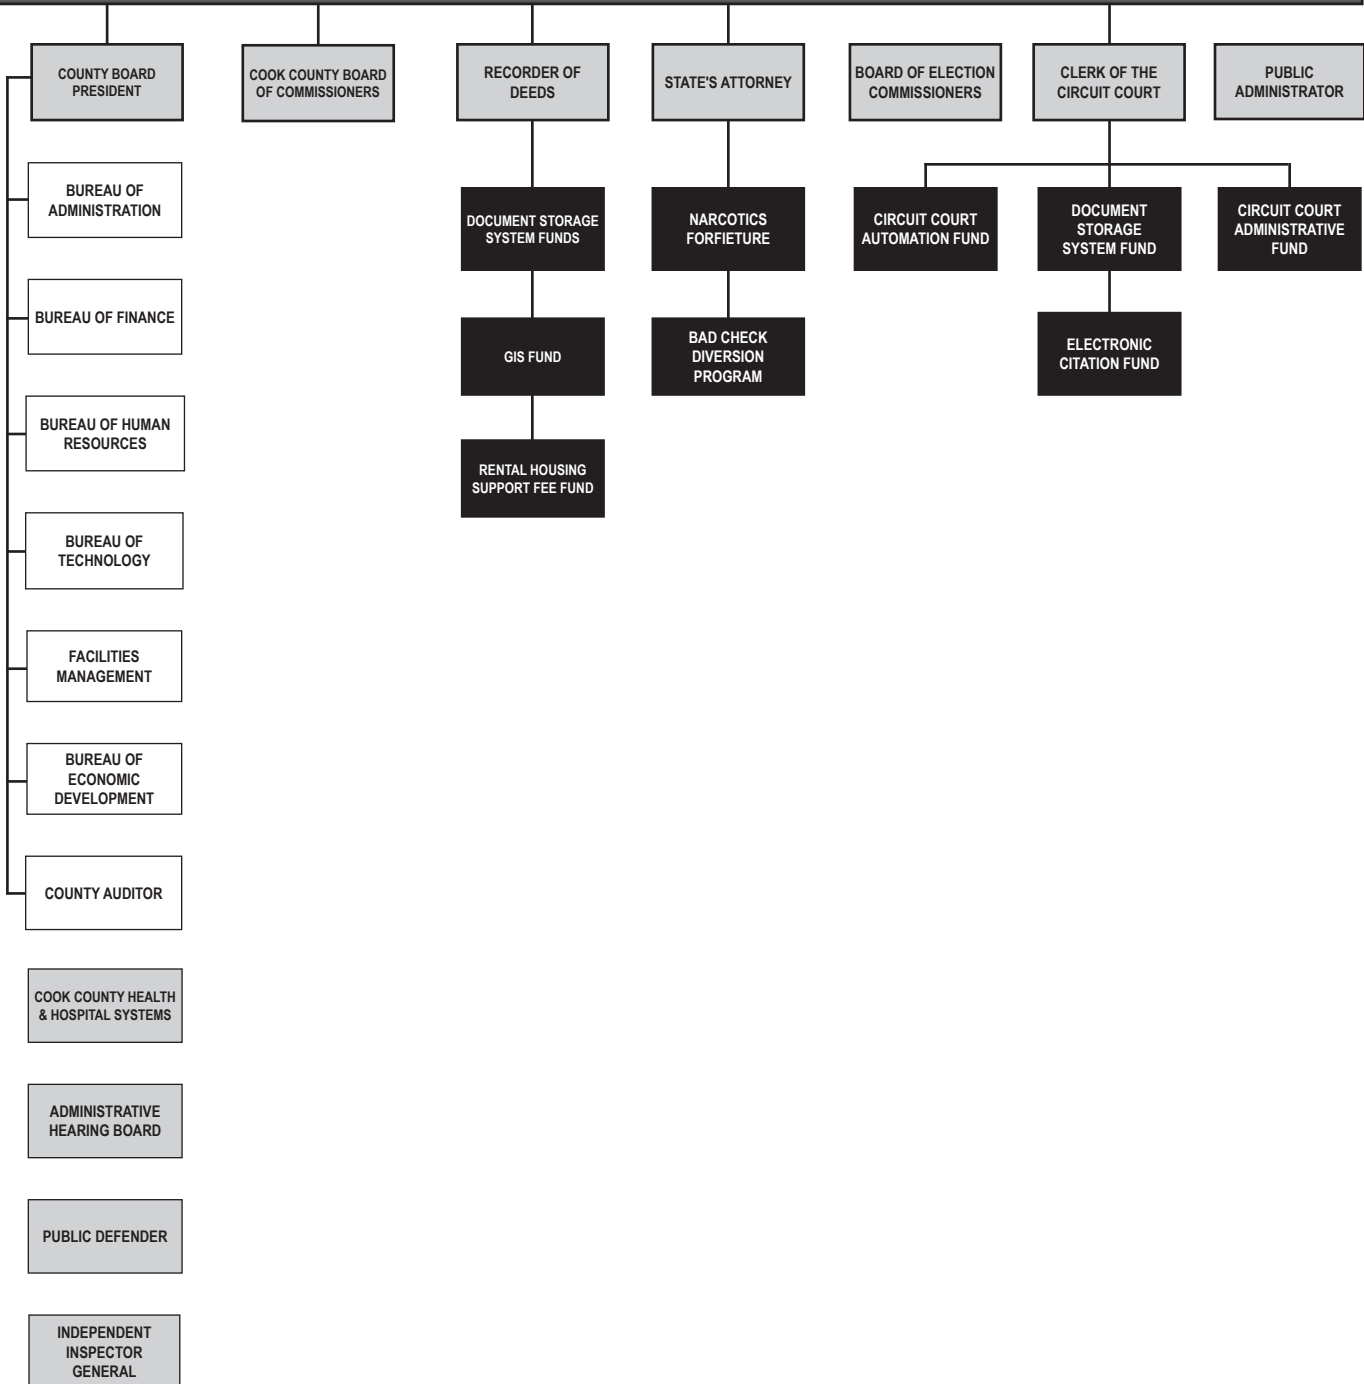 COUNTY BOARD
PRESIDENT
COOK COUNTY BOARD
OF COMMISSIONERS
RECORDER OF
DEEDS
STATE'S ATTORNEY
BOARD OF ELECTION
COMMISSIONERS
CLERK OF THE
CIRCUIT COURT
PUBLIC
ADMINISTRATOR
BUREAU OF
ADMINISTRATION
BUREAU OF FINANCE
BUREAU OF HUMAN
RESOURCES
BUREAU OF
TECHNOLOGY
FACILITIES
MANAGEMENT
BUREAU OF
ECONOMIC
DEVELOPMENT
COUNTY AUDITOR
COOK COUNTY HEALTH
& HOSPITAL SYSTEMS
ADMINISTRATIVE
HEARING BOARD
PUBLIC DEFENDER
INDEPENDENT
INSPECTOR
GENERAL
DOCUMENT STORAGE
SYSTEM FUNDS
GIS FUND
RENTAL HOUSING
SUPPORT FEE FUND
NARCOTICS
FORFIETURE
BAD CHECK
DIVERSION
PROGRAM
CIRCUIT COURT
AUTOMATION FUND
DOCUMENT
STORAGE
SYSTEM FUND
ELECTRONIC
CITATION FUND
CIRCUIT COURT
ADMINISTRATIVE
FUND